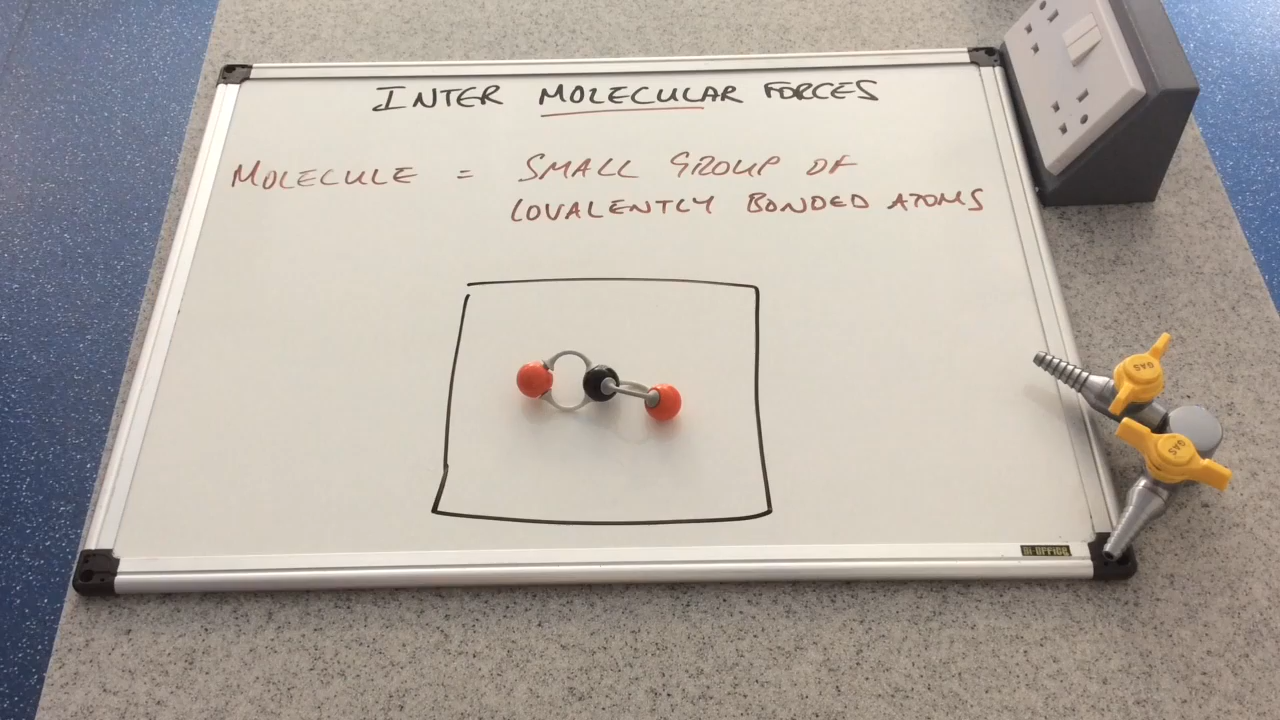 INTER MOLECULAR FORCES
MOLECULE = SMALL GROUP OF
COVALENTLY BONDED ATOMS
GAS
GAS
Bi-OFFICE